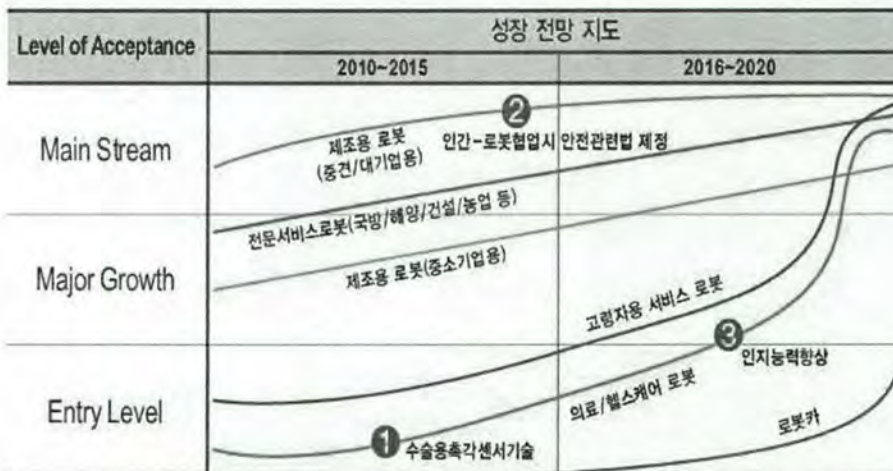 Level of Acceptance
성장 전망 지도
2010~2015
2016~2020
Main Stream
제조용 로봇
(중견/대기업용)
❷
인간-로봇협업시 안전관련법 제정
전문서비스로봇(국방/해양/건설/농업 등)
Major Growth
제조용 로봇(중소기업용)
고령자용 서비스 로봇
❸
인지능력향상
Entry Level
의료/헬스케어 로봇
❶
수술용촉각센서기술
로봇카